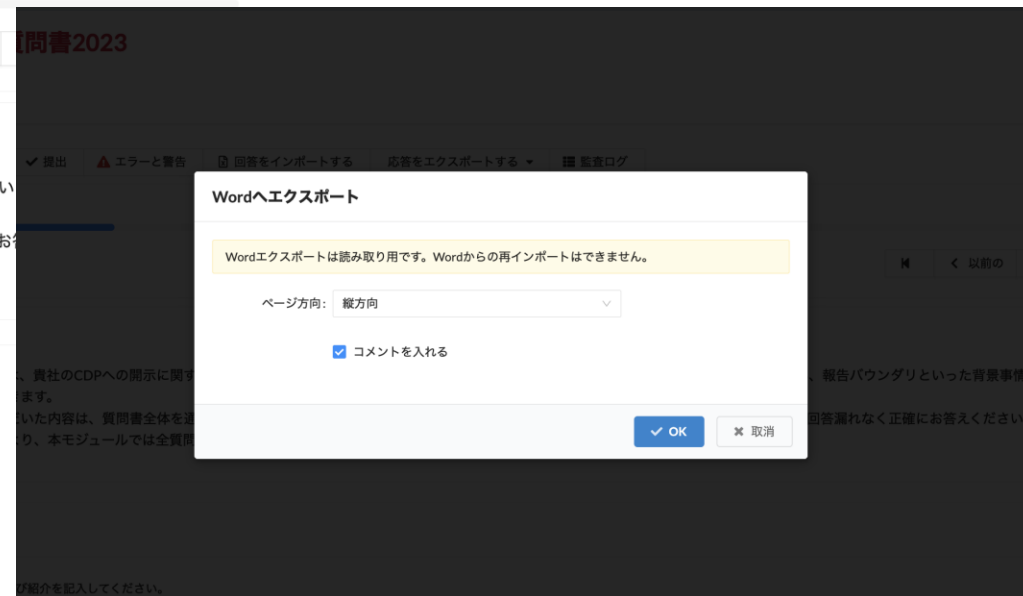 質問書2023
提出 エラーと警告 回答をインポートする 応答をエクスポートする 監査ログ
い
Wordへエクスポート
お答
Wordエクスポートは読み取り用です。Wordからの再インポートはできません。
以前の
ページ方向: 縦方向
コメントを入れる
、貴社のCDPへの開示に関す
、報告バウンダリといった背景事情
きます。
いた内容は、質問書全体を通
回答漏れなく正確にお答えください
より、本モジュールでは全質問
OK 取消
び紹介を記入してください。